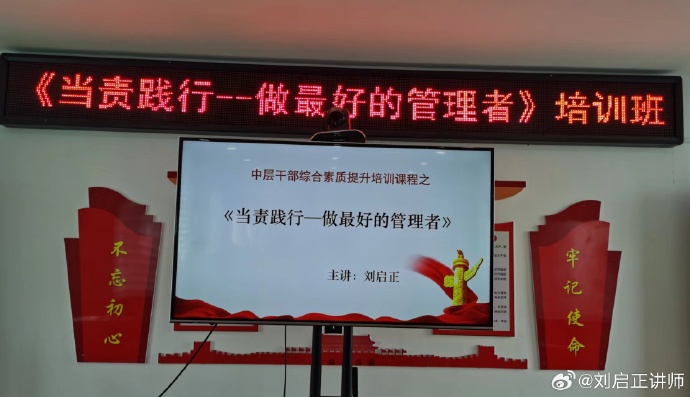 《当责践行--做最好的管理者》培训班
中层干部综合素质提升培训课程之
《当责践行—做最好的管理者》
主讲：刘启正
不忘初心
牢记使命
@刘启正讲师